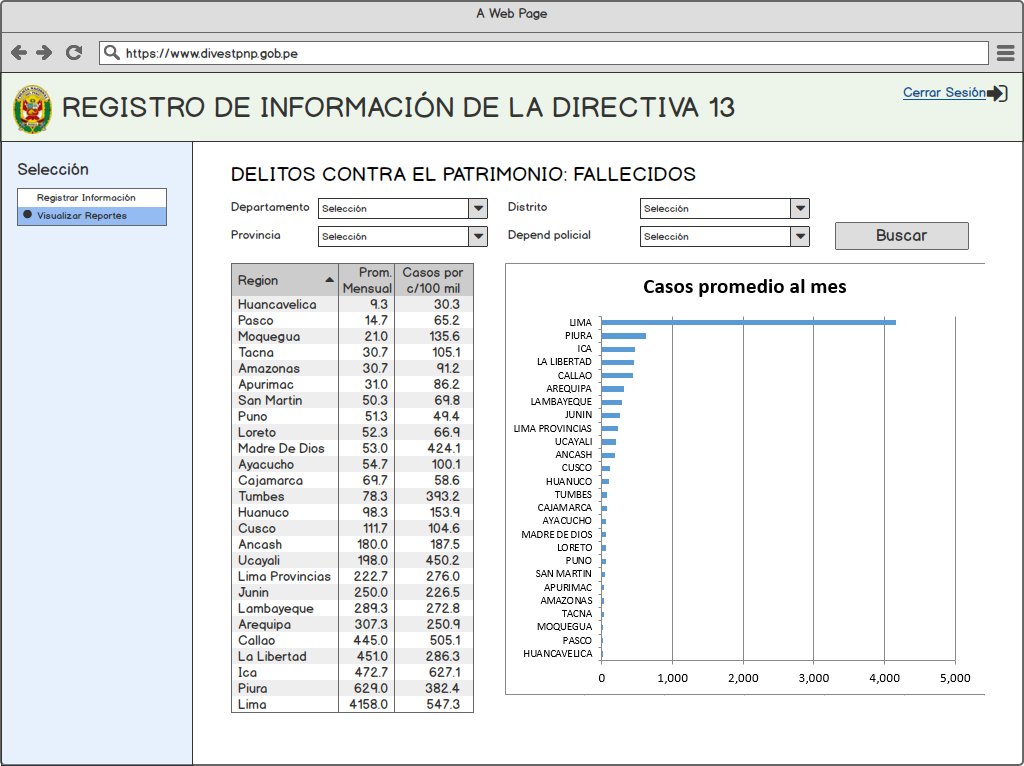 A Web Page
https://www.divestpnp.gob.pe
REGISTRO DE INFORMACIÓN DE LA DIRECTIVA 13
Cerrar Sesión
Selección
Registrar Información
Visualizar Reportes
DELITOS CONTRA EL PATRIMONIO: FALLECIDOS
Departamento Selección Distrito Selección
Provincia Selección Depend policial Selección Buscar
Region Prom. Mensual Casos por c/100 mil
Huancavelica 9.3 30.3
Pasco 14.7 65.2
Moquegua 21.0 135.6
Tacna 30.7 105.1
Amazonas 30.7 91.2
Apurimac 31.0 86.2
San Martin 50.3 69.8
Puno 51.3 49.4
Loreto 52.3 66.9
Madre De Dios 53.0 424.1
Ayacucho 54.7 100.1
Cajamarca 69.7 58.6
Tumbes 78.3 393.2
Huanuco 98.3 153.9
Cusco 111.7 104.6
Ancash 180.0 187.5
Ucayali 198.0 450.2
Lima Provincias 222.7 276.0
Junin 250.0 226.5
Lambayeque 289.3 272.8
Arequipa 307.3 250.9
Callao 445.0 505.1
La Libertad 451.0 286.3
Ica 472.7 627.1
Piura 629.0 382.4
Lima 4158.0 547.3
Casos promedio al mes
LIMA
PIURA
ICA
LA LIBERTAD
CALLAO
AREQUIPA
LAMBAYEQUE
JUNIN
LIMA PROVINCIAS
UCAYALI
ANCASH
CUSCO
HUANUCO
TUMBES
CAJAMARCA
AYACUCHO
MADRE DE DIOS
LORETO
PUNO
SAN MARTIN
APURIMAC
AMAZONAS
TACNA
MOQUEGUA
PASCO
HUANCAVELICA
0 1,000 2,000 3,000 4,000 5,000